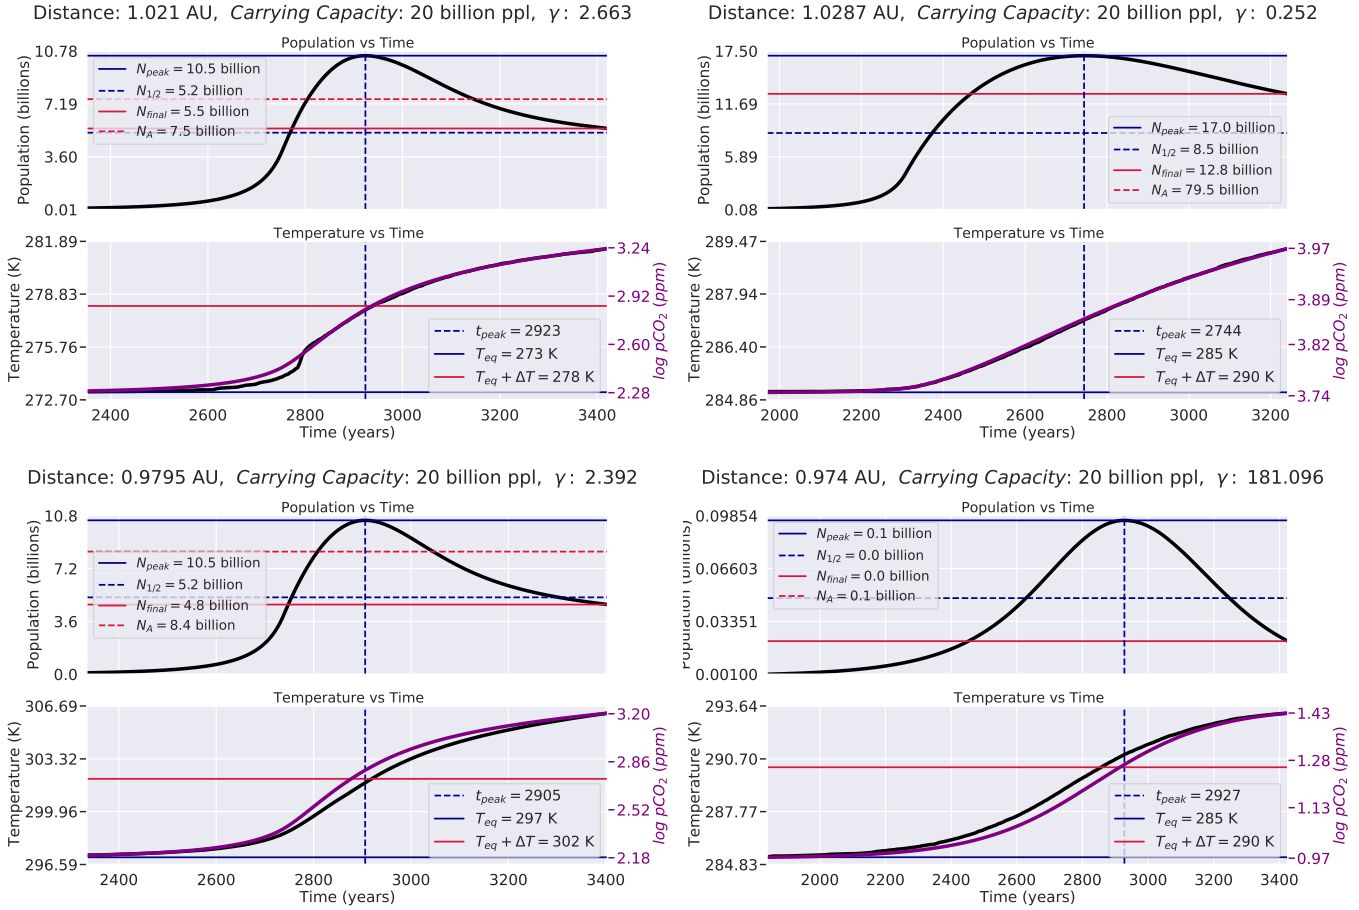 Distance: 1.021 AU, Carrying Capacity: 20 billion ppl, γ : 2.663
Population vs Time
Population (billions)
10.78
7.19
3.60
0.01
N_peak = 10.5 billion
N_1/2 = 5.2 billion
N_final = 5.5 billion
N_A = 7.5 billion
Temperature vs Time
Temperature (K)
281.89
278.83
275.76
272.70
3.24
2.92
2.60
2.28
log pCO2 (ppm)
t_peak = 2923
T_eq = 273 K
T_eq + ΔT = 278 K
2400 2600 2800 3000 3200 3400
Time (years)
Distance: 1.0287 AU, Carrying Capacity: 20 billion ppl, γ : 0.252
Population vs Time
Population (billions)
17.50
11.69
5.89
0.08
N_peak = 17.0 billion
N_1/2 = 8.5 billion
N_final = 12.8 billion
N_A = 79.5 billion
Temperature vs Time
Temperature (K)
289.47
287.94
286.40
284.86
3.97
3.89
3.82
3.74
log pCO2 (ppm)
t_peak = 2744
T_eq = 285 K
T_eq + ΔT = 290 K
2000 2200 2400 2600 2800 3000 3200
Time (years)
Distance: 0.9795 AU, Carrying Capacity: 20 billion ppl, γ : 2.392
Population vs Time
Population (billions)
10.8
7.2
3.6
0.0
N_peak = 10.5 billion
N_1/2 = 5.2 billion
N_final = 4.8 billion
N_A = 8.4 billion
Temperature vs Time
Temperature (K)
306.69
303.32
299.96
296.59
3.20
2.86
2.52
2.18
log pCO2 (ppm)
t_peak = 2905
T_eq = 297 K
T_eq + ΔT = 302 K
2400 2600 2800 3000 3200 3400
Time (years)
Distance: 0.974 AU, Carrying Capacity: 20 billion ppl, γ : 181.096
Population vs Time
Population (billions)
0.09854
0.06603
0.03351
0.00100
N_peak = 0.1 billion
N_1/2 = 0.0 billion
N_final = 0.0 billion
N_A = 0.1 billion
Temperature vs Time
Temperature (K)
293.64
290.70
287.77
284.83
1.43
1.28
1.13
0.97
log pCO2 (ppm)
t_peak = 2927
T_eq = 285 K
T_eq + ΔT = 290 K
2000 2200 2400 2600 2800 3000 3200 3400
Time (years)